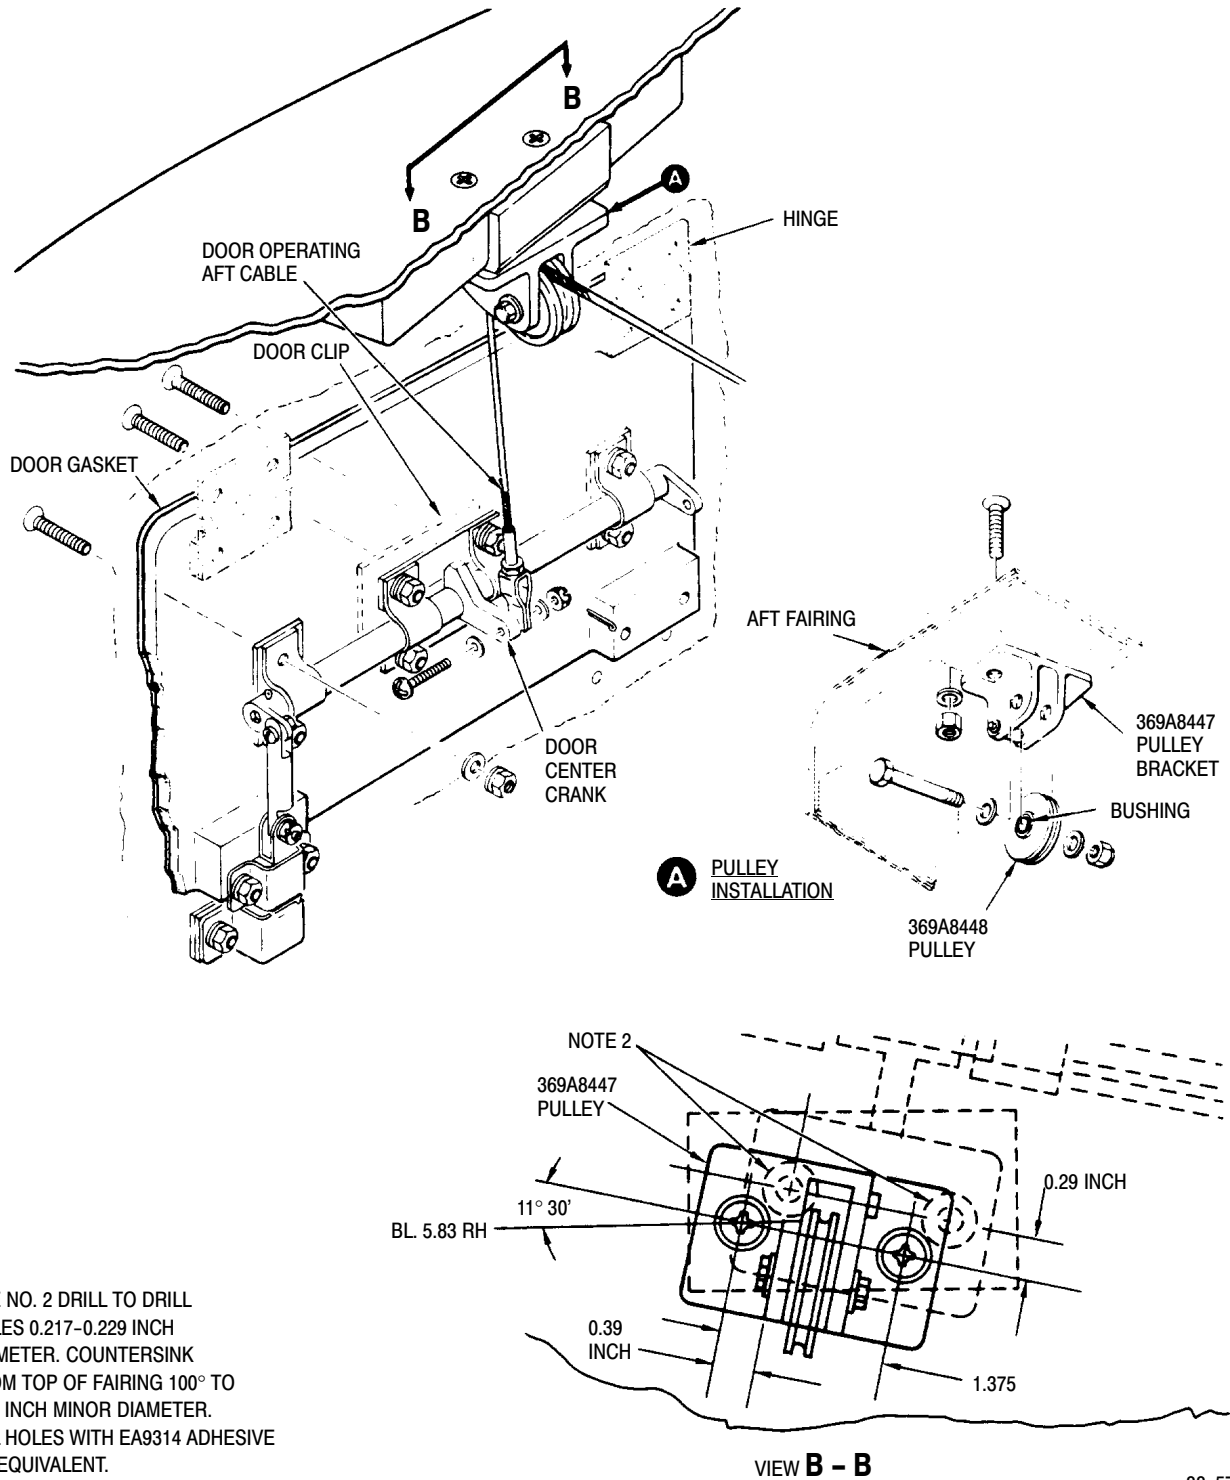 B
B
A
HINGE
DOOR OPERATING
AFT CABLE
DOOR CLIP
DOOR GASKET
DOOR
CENTER
CRANK
AFT FAIRING
369A8447
PULLEY
BRACKET
BUSHING
A PULLEY
INSTALLATION
369A8448
PULLEY
NOTE 2
369A8447
PULLEY
0.29 INCH
11° 30'
BL. 5.83 RH
0.39
INCH
1.375
NO. 2 DRILL TO DRILL
0.217-0.229 INCH
COUNTERSINK
TOP OF FAIRING 100° TO
INCH MINOR DIAMETER.
HOLES WITH EA9314 ADHESIVE
EQUIVALENT.
VIEW B - B